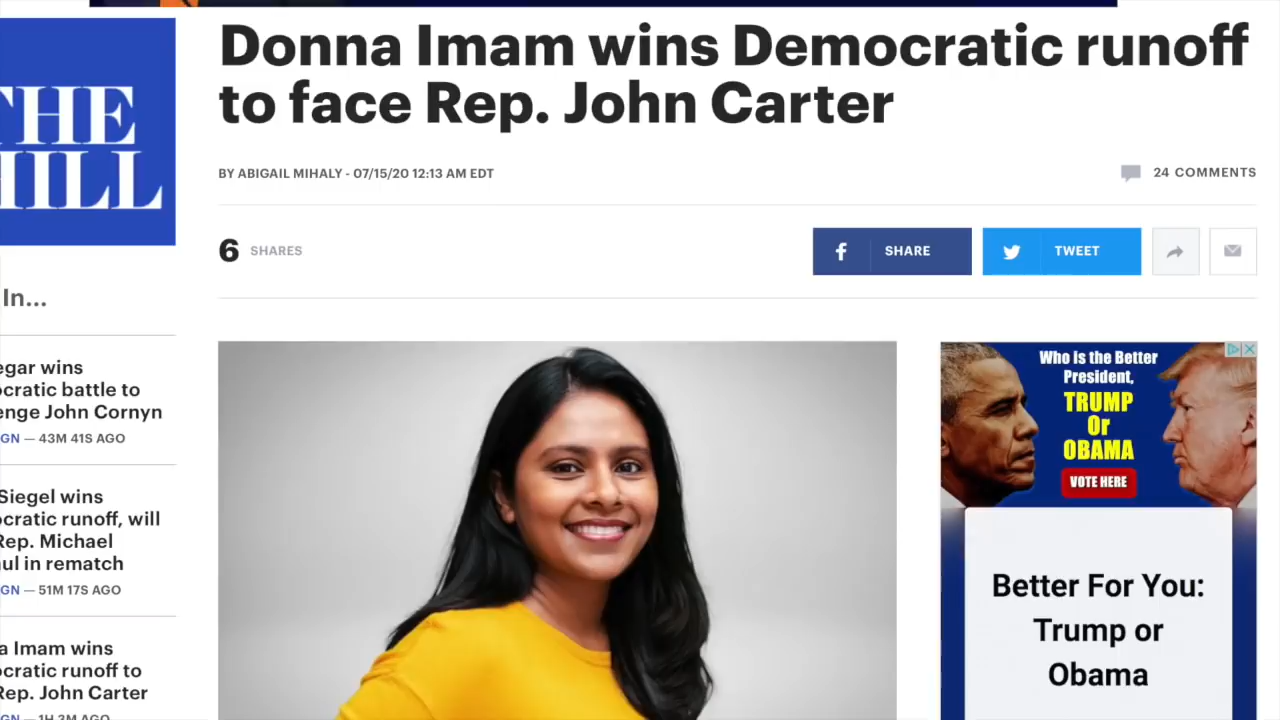 Donna Imam wins Democratic runoff
to face Rep. John Carter
THE
HILL
BY ABIGAIL MIHALY - 07/15/20 12:13 AM EDT
24 COMMENTS
6 SHARES
SHARE
TWEET
In...
egar wins
ocratic battle to
enge John Cornyn
GN — 43M 41S AGO
Siegel wins
ocratic runoff, will
Rep. Michael
ul in rematch
GN — 51M 17S AGO
a Imam wins
ocratic runoff to
Rep. John Carter
GN — 1H 3M AGO
Who is the Better
President,
TRUMP
Or
OBAMA
VOTE HERE
Better For You:
Trump or
Obama